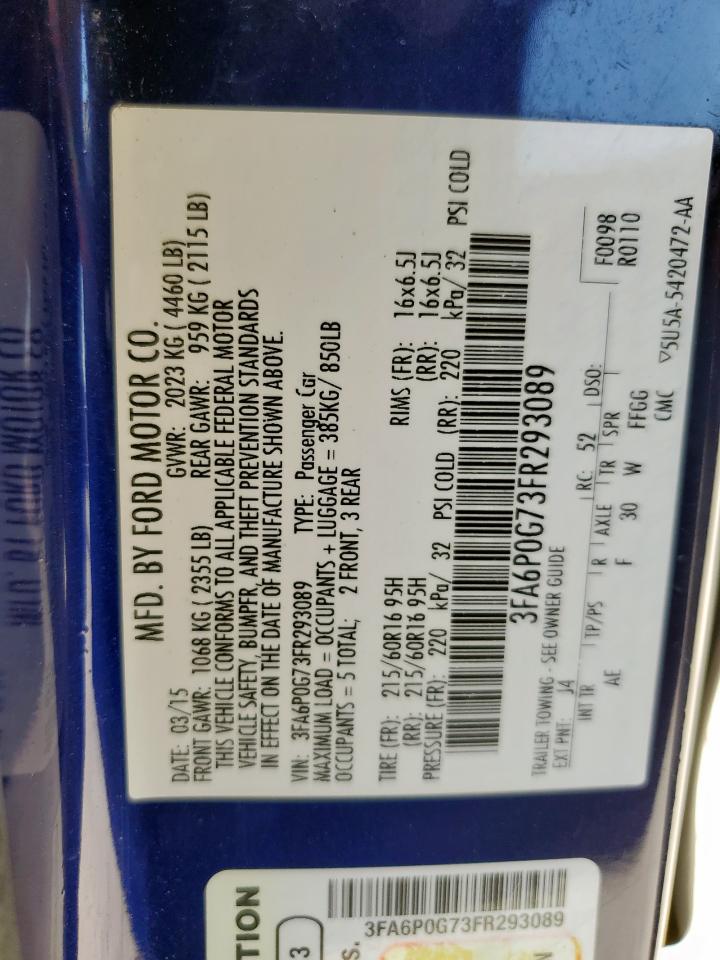 MFD. BY FORD MOTOR CO.
DATE: 03/15 GVWR: 2023 KG ( 4460 LB)
FRONT GAWR: 1068 KG ( 2355 LB) REAR GAWR: 959 KG ( 2115 LB)
THIS VEHICLE CONFORMS TO ALL APPLICABLE FEDERAL MOTOR
VEHICLE SAFETY, BUMPER, AND THEFT PREVENTION STANDARDS
IN EFFECT ON THE DATE OF MANUFACTURE SHOWN ABOVE.
VIN: 3FA6P0G73FR293089 TYPE: Passenger Car
MAXIMUM LOAD = OCCUPANTS + LUGGAGE = 385KG/ 850LB
OCCUPANTS = 5 TOTAL; 2 FRONT, 3 REAR
TIRE (FR): 215/60R16 95H RIMS (FR): 16x6.5J
(RR): 215/60R16 95H (RR): 16x6.5J
PRESSURE (FR): 220 kPa/ 32 PSI COLD (RR): 220 kPa/ 32 PSI COLD
3FA6P0G73FR293089
TRAILER TOWING - SEE OWNER GUIDE
F0098
EXT PNT: J4 RC: 52 DSO: R0110
INT TR TP/PS R AXLE TR SPR
AE F 30 W FFGG
CMC ▽5U5A-5420472-AA
TION
3
S.
3FA6P0G73FR293089
N